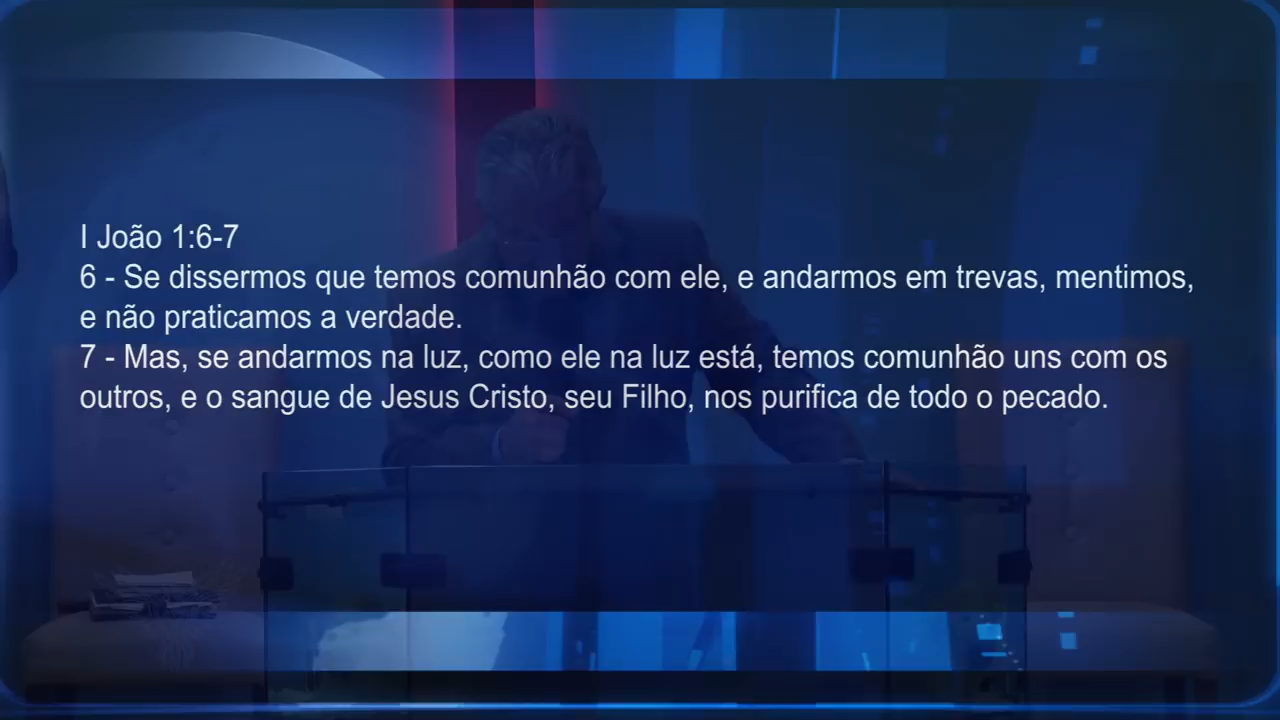 I João 1:6-7
6 - Se dissermos que temos comunhão com ele, e andarmos em trevas, mentimos,
e não praticamos a verdade.
7 - Mas, se andarmos na luz, como ele na luz está, temos comunhão uns com os
outros, e o sangue de Jesus Cristo, seu Filho, nos purifica de todo o pecado.